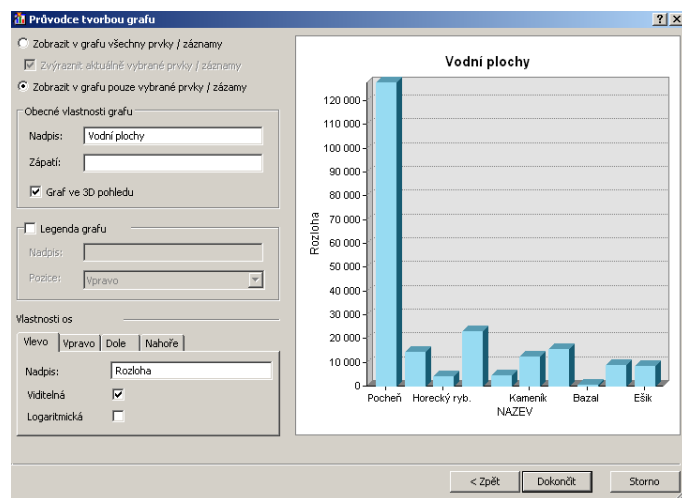 Průvodce tvorbou grafu
Zobrazit v grafu všechny prvky / záznamy
Zvýraznit aktuálně vybrané prvky / záznamy
Zobrazit v grafu pouze vybrané prvky / zázamy
Obecné vlastnosti grafu
Nadpis: Vodní plochy
Zápatí:
Graf ve 3D pohledu
Legenda grafu
Nadpis:
Pozice: Vpravo
Vlastnosti os
Vlevo Vpravo Dole Nahoře
Nadpis: Rozloha
Viditelná
Logaritmická
Vodní plochy
120 000
110 000
100 000
90 000
80 000
70 000
60 000
50 000
40 000
30 000
20 000
10 000
0
Rozloha
Pocheň Horecký ryb. Kameník Bazal Ešik
NAZEV
< Zpět Dokončit Storno